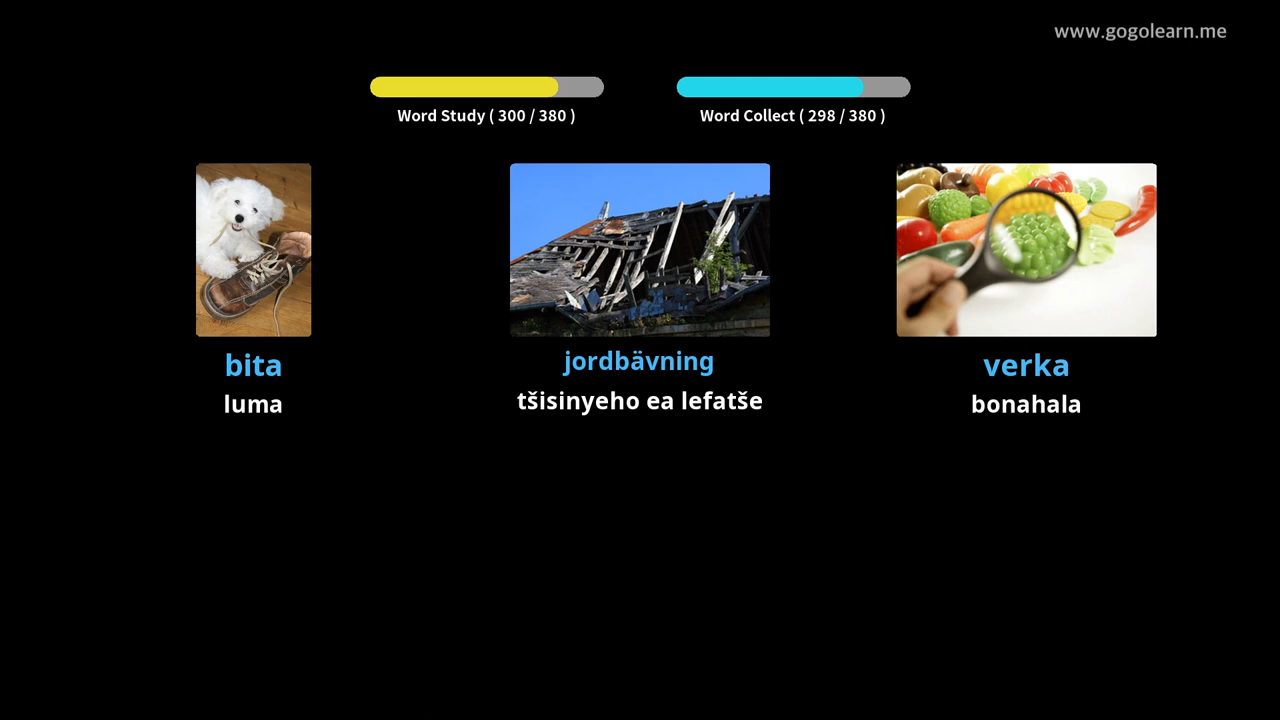 www.gogolearn.me
Word Study ( 300 / 380 )
Word Collect ( 298 / 380 )
bita
luma
jordbävning
tšisinyeho ea lefatše
verka
bonahala